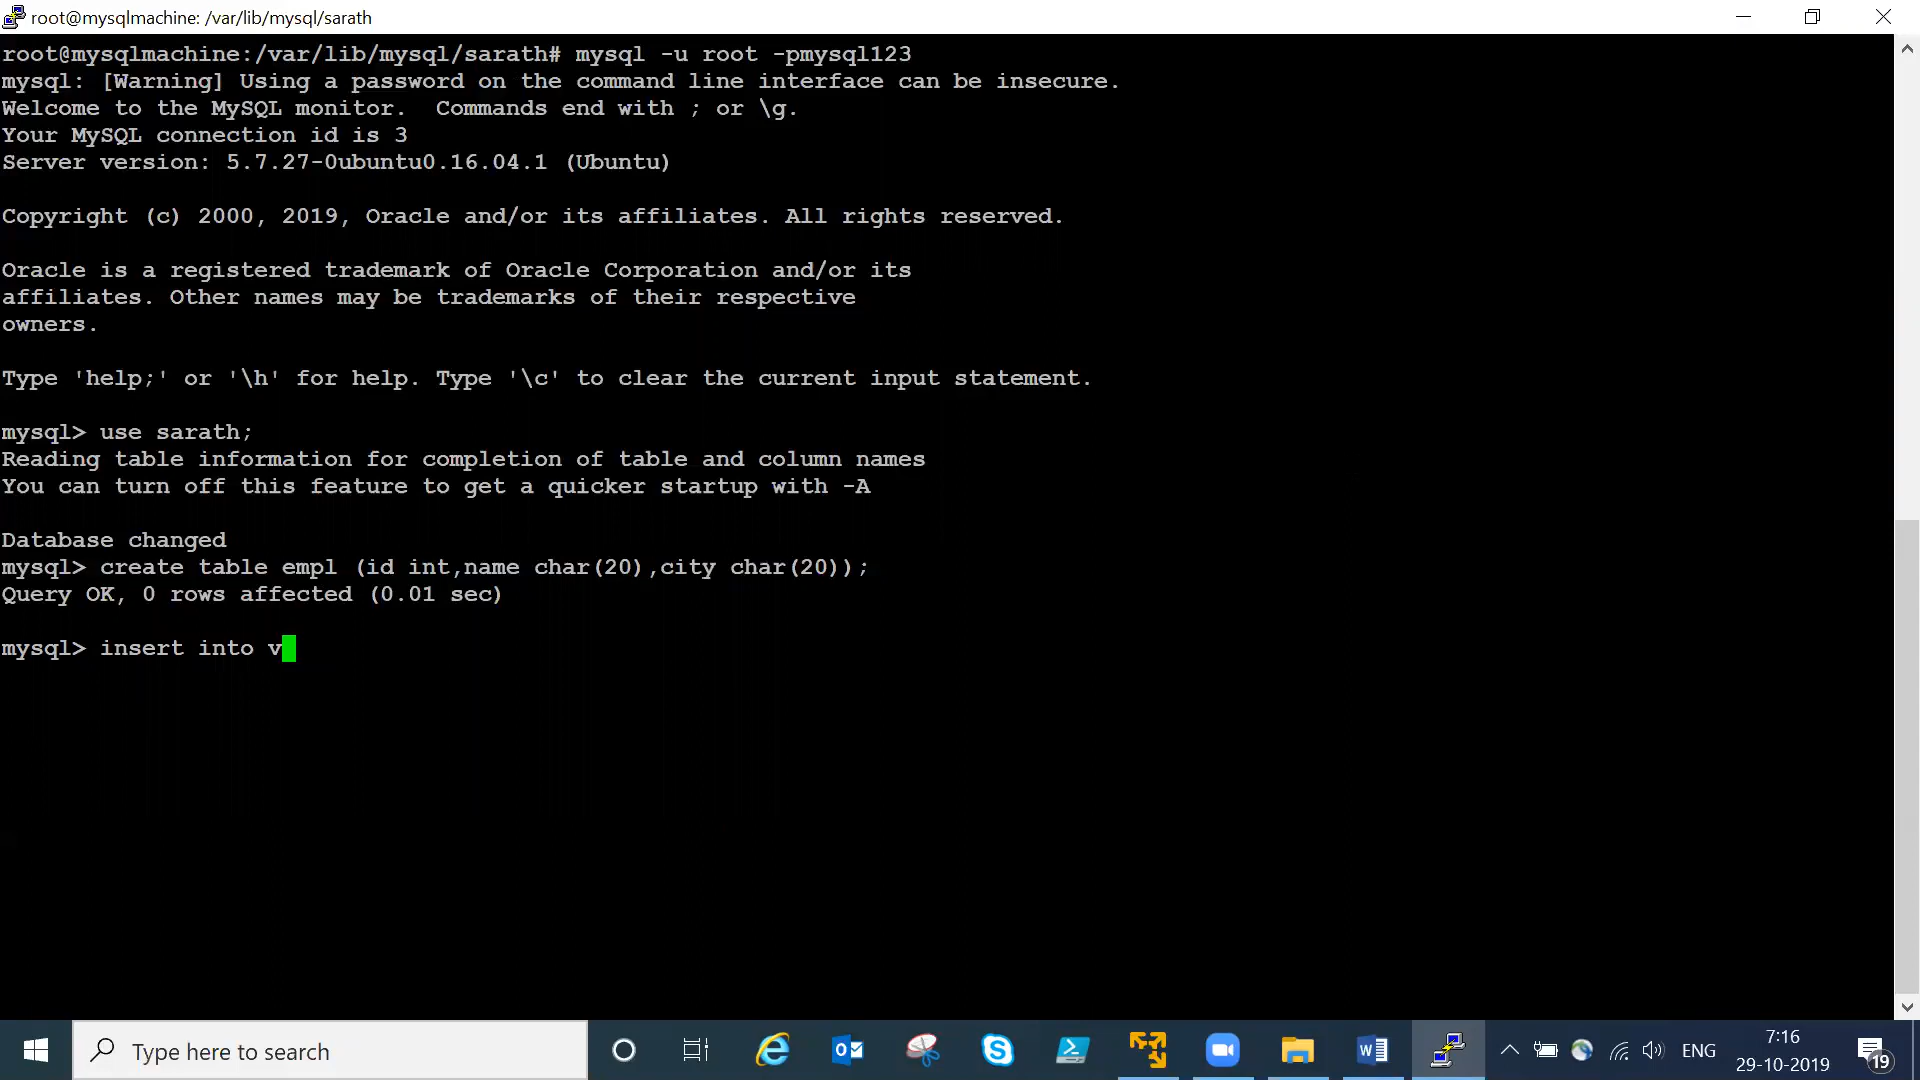 root@mysqlmachine: /var/lib/mysql/sarath
root@mysqlmachine:/var/lib/mysql/sarath# mysql -u root -pmysql123
mysql: [Warning] Using a password on the command line interface can be insecure.
Welcome to the MySQL monitor.  Commands end with ; or \g.
Your MySQL connection id is 3
Server version: 5.7.27-0ubuntu0.16.04.1 (Ubuntu)
Copyright (c) 2000, 2019, Oracle and/or its affiliates. All rights reserved.
Oracle is a registered trademark of Oracle Corporation and/or its
affiliates. Other names may be trademarks of their respective
owners.
Type 'help;' or '\h' for help. Type '\c' to clear the current input statement.
mysql> use sarath;
Reading table information for completion of table and column names
You can turn off this feature to get a quicker startup with -A
Database changed
mysql> create table empl (id int,name char(20),city char(20));
Query OK, 0 rows affected (0.01 sec)
mysql> insert into v
Type here to search
ENG
7:16
29-10-2019
19